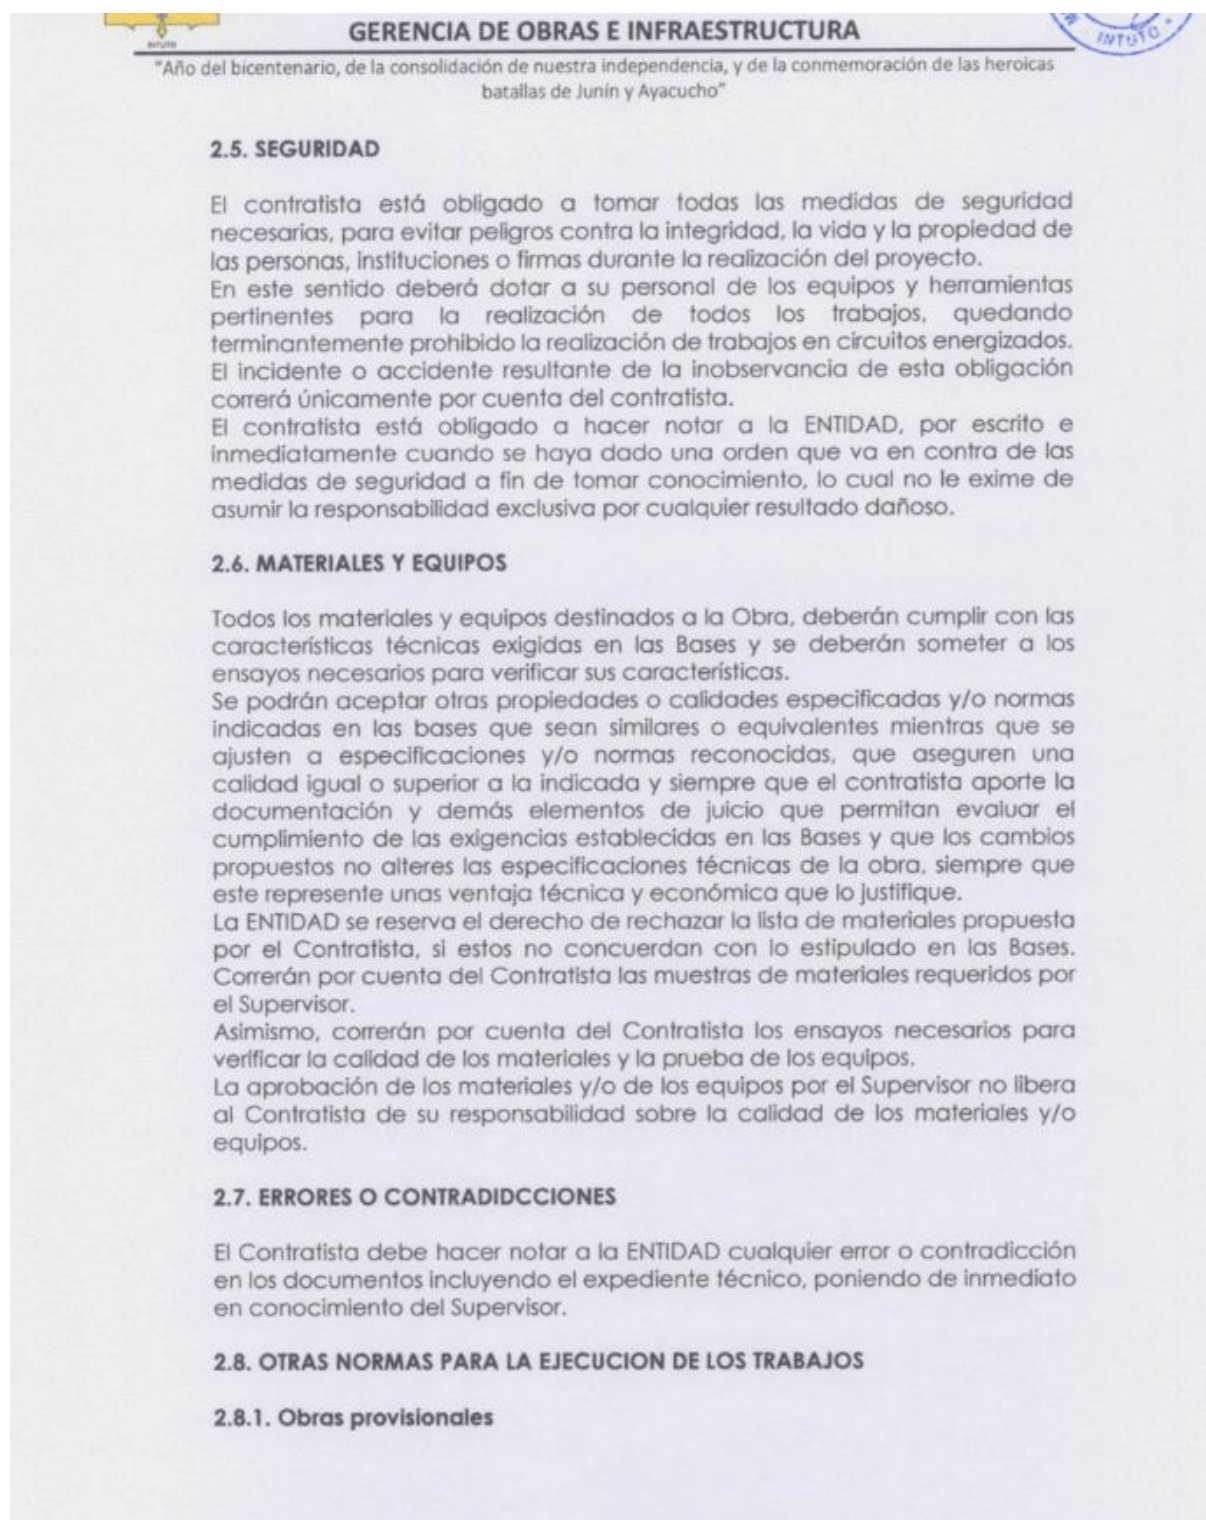 INTUTO
GERENCIA DE OBRAS E INFRAESTRUCTURA
INTUTO
"Año del bicentenario, de la consolidación de nuestra independencia, y de la conmemoración de las heroicas
batallas de Junín y Ayacucho"
2.5. SEGURIDAD
El contratista está obligado a tomar todas las medidas de seguridad
necesarias, para evitar peligros contra la integridad, la vida y la propiedad de
las personas, instituciones o firmas durante la realización del proyecto.
En este sentido deberá dotar a su personal de los equipos y herramientas
pertinentes para la realización de todos los trabajos, quedando
terminantemente prohibido la realización de trabajos en circuitos energizados.
El incidente o accidente resultante de la inobservancia de esta obligación
correrá únicamente por cuenta del contratista.
El contratista está obligado a hacer notar a la ENTIDAD, por escrito e
inmediatamente cuando se haya dado una orden que va en contra de las
medidas de seguridad a fin de tomar conocimiento, lo cual no le exime de
asumir la responsabilidad exclusiva por cualquier resultado dañoso.
2.6. MATERIALES Y EQUIPOS
Todos los materiales y equipos destinados a la Obra, deberán cumplir con las
características técnicas exigidas en las Bases y se deberán someter a los
ensayos necesarios para verificar sus características.
Se podrán aceptar otras propiedades o calidades especificadas y/o normas
indicadas en las bases que sean similares o equivalentes mientras que se
ajusten a especificaciones y/o normas reconocidas, que aseguren una
calidad igual o superior a la indicada y siempre que el contratista aporte la
documentación y demás elementos de juicio que permitan evaluar el
cumplimiento de las exigencias establecidas en las Bases y que los cambios
propuestos no alteres las especificaciones técnicas de la obra, siempre que
este represente unas ventaja técnica y económica que lo justifique.
La ENTIDAD se reserva el derecho de rechazar la lista de materiales propuesta
por el Contratista, si estos no concuerdan con lo estipulado en las Bases.
Correrán por cuenta del Contratista las muestras de materiales requeridos por
el Supervisor.
Asimismo, correrán por cuenta del Contratista los ensayos necesarios para
verificar la calidad de los materiales y la prueba de los equipos.
La aprobación de los materiales y/o de los equipos por el Supervisor no libera
al Contratista de su responsabilidad sobre la calidad de los materiales y/o
equipos.
2.7. ERRORES O CONTRADIDCCIONES
El Contratista debe hacer notar a la ENTIDAD cualquier error o contradicción
en los documentos incluyendo el expediente técnico, poniendo de inmediato
en conocimiento del Supervisor.
2.8. OTRAS NORMAS PARA LA EJECUCION DE LOS TRABAJOS
2.8.1. Obras provisionales